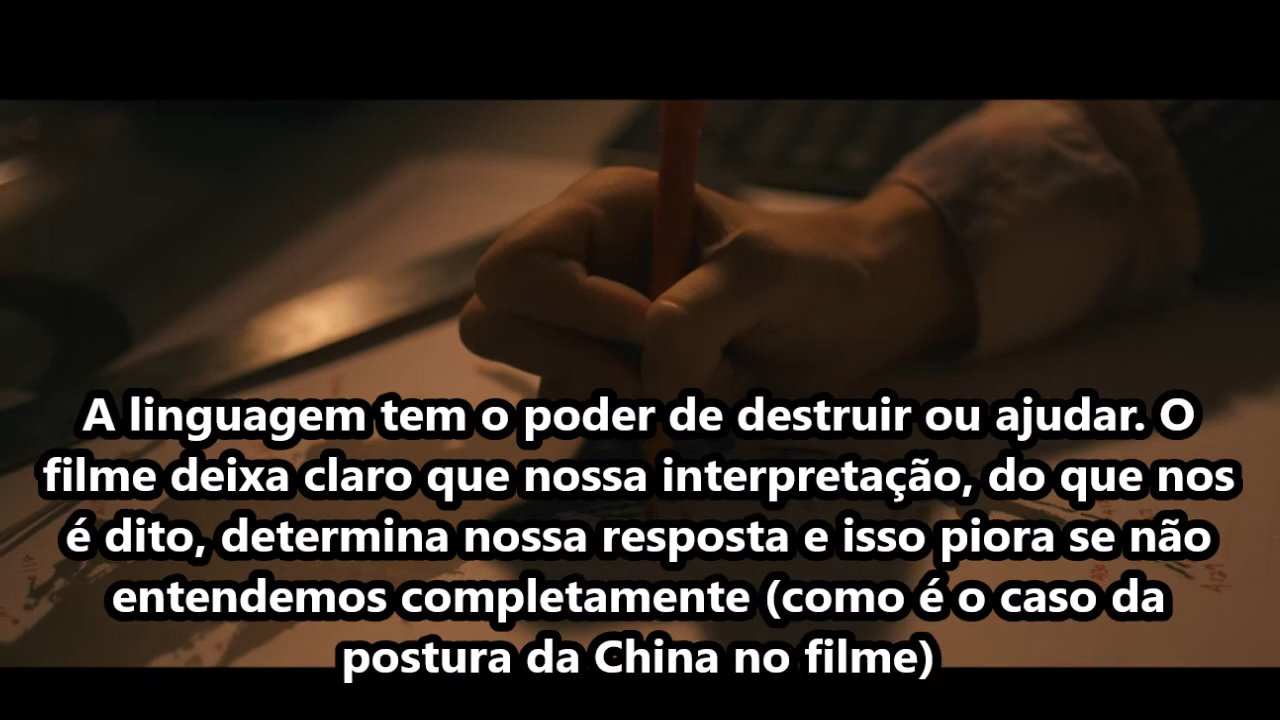 A linguagem tem o poder de destruir ou ajudar. O
filme deixa claro que nossa interpretação, do que nos
é dito, determina nossa resposta e isso piora se não
entendemos completamente (como é o caso da
postura da China no filme)